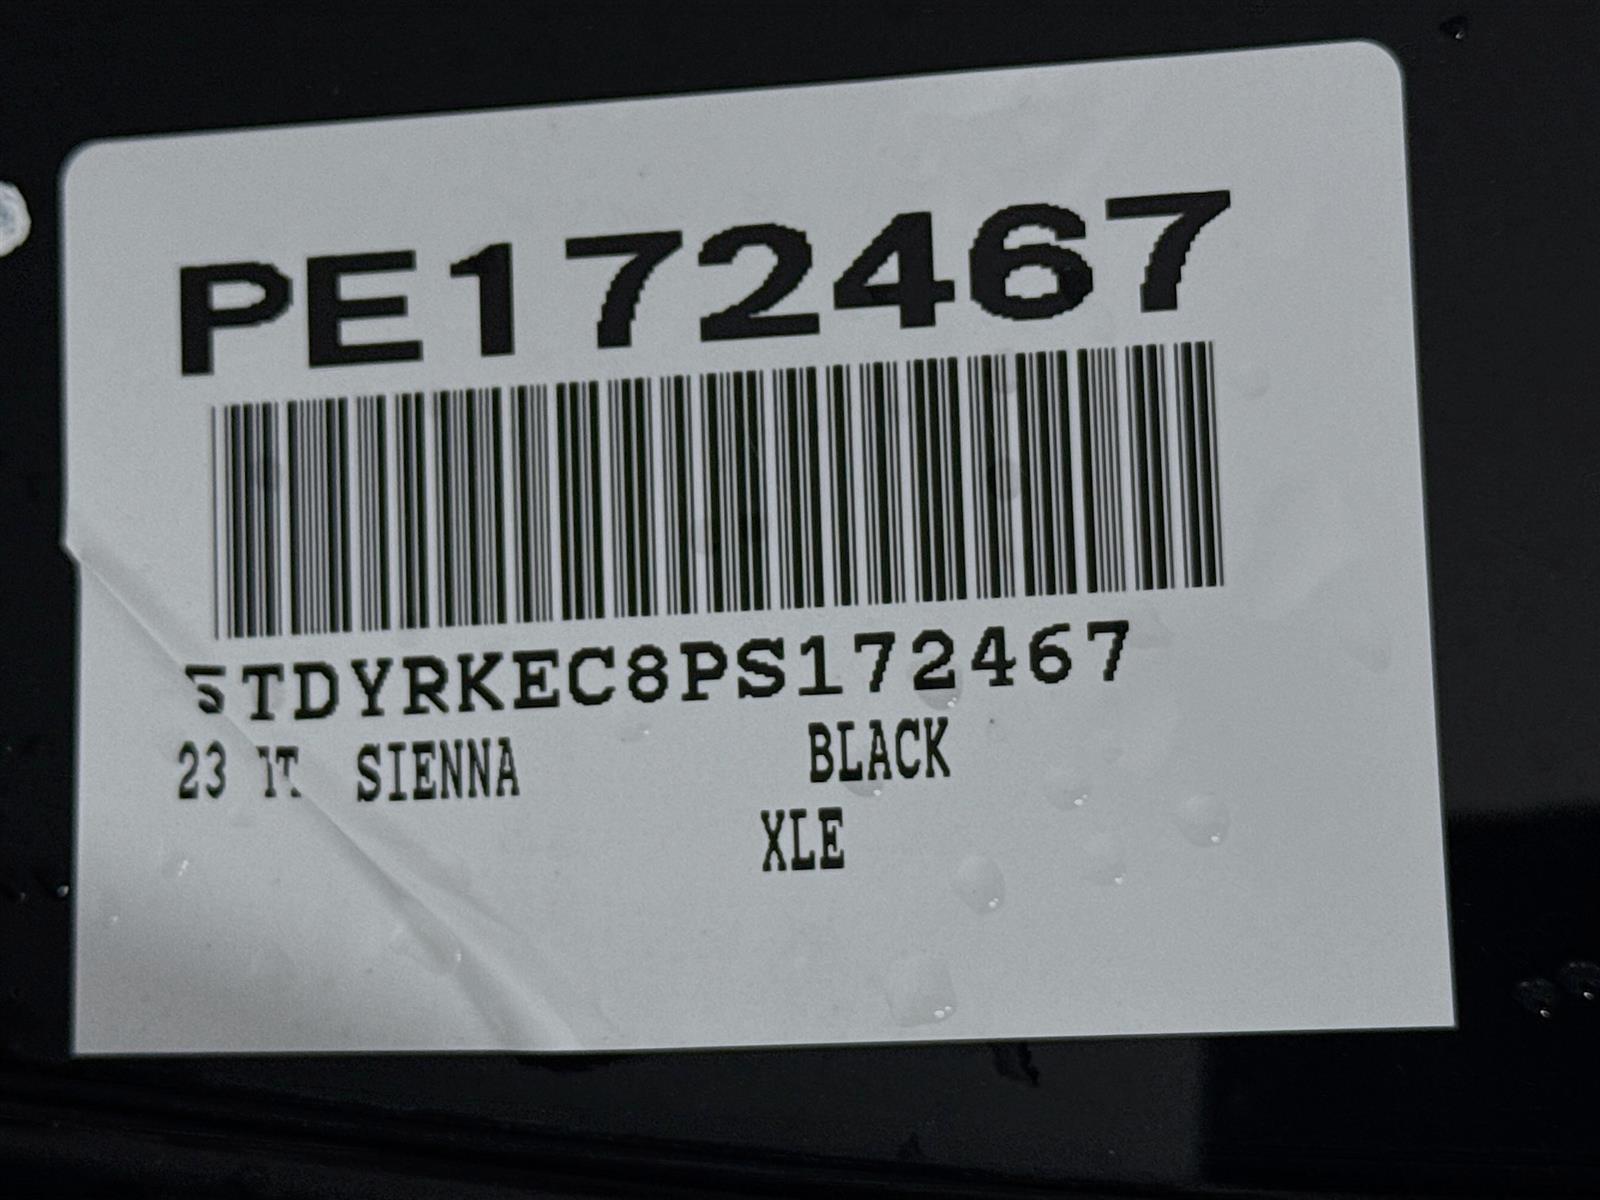 PE172467
5TDYRKEC8PS172467
23 SIENNA BLACK
XLE